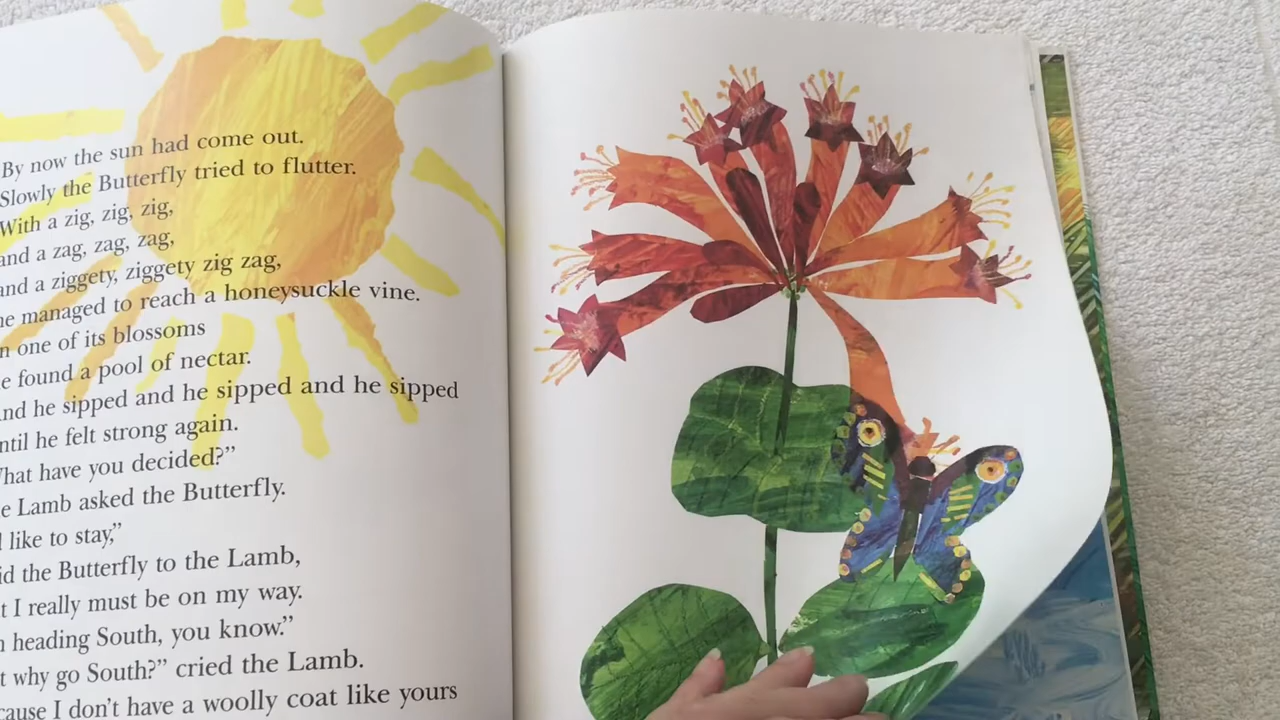 By now the sun had come out.
Slowly the Butterfly tried to flutter.
With a zig, zig, zig,
and a zag, zag, zag,
and a ziggety, ziggety zig zag,
he managed to reach a honeysuckle vine.
one of its blossoms
found a pool of nectar.
And he sipped and he sipped and he sipped
until he felt strong again.
What have you decided?”
Lamb asked the Butterfly.
like to stay,”
the Butterfly to the Lamb,
I really must be on my way.
heading South, you know.”
why go South?” cried the Lamb.
I don’t have a woolly coat like yours